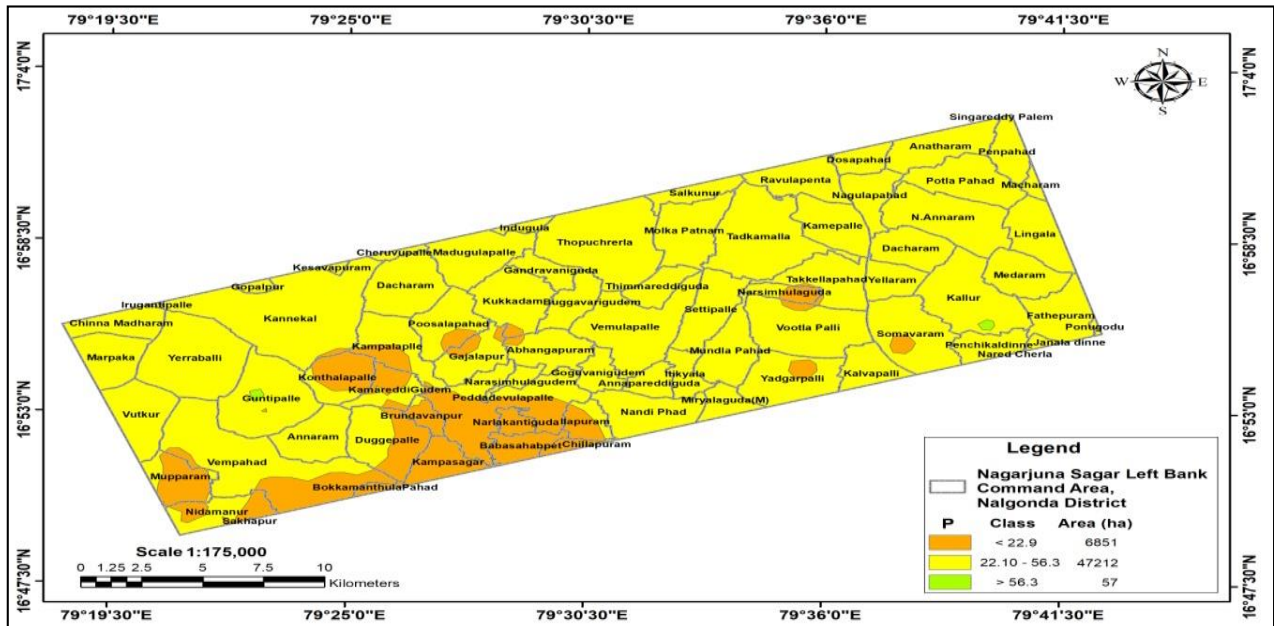 79°19'30"E 79°25'0"E 79°30'30"E 79°36'0"E 79°41'30"E
17°4'0"N 17°4'0"N
N
W E
S
Singareddy Palem
Anatharam
Penpahad
Dosapahad
Ravulapenta
Potla Pahad
Macharam
Salkunur
Nagulapahad
N.Annaram
Indugula
Molka Patnam
Kamepalle
Lingala
16°58'30"N 16°58'30"N
Thopuchrerla
Tadkamalla
Cheruvupalle
Madugulapalle
Dacharam
Kesavapuram
Gandravaniguda
Medaram
Gopalpur
Dacharam
Thimmareddiguda
Takkellapahad
Yellaram
Narsimhulaguda
Irugantipalle
Kukkadam
Buggavarigudem
Kallur
Kannekal
Settipalle
Fathepuram
Chinna Madharam
Poosalapahad
Vemulapalle
Vootla Palli
Somavaram
Ponugodu
Janala dinne
Marpaka
Yerraballi
Kampalaplle
Gajalapur
Abhangapuram
Mundla Pahad
Penchikaldinne
Nared Cherla
Konthalapalle
Goguvanigudem
Itikyala
Yadgarpalli
Kalvapalli
KamareddiGudem
Narasimhulagudem
Annapareddiguda
Guntipalle
Peddadevulapalle
Miryalaguda(M)
Vutkur
Brundavanpur
Narlakantiguda
Ilapuram
Nandi Phad
16°53'0"N 16°53'0"N
Annaram
Duggepalle
Babasahabpet
Chillapuram
Vempahad
Kampasagar
Mupparam
BokkamanthulaPahad
Nidamanur
Sakhapur
Legend
Nagarjuna Sagar Left Bank
Command Area,
Nalgonda District
P Class Area (ha)
< 22.9 6851
22.10 - 56.3 47212
> 56.3 57
Scale 1:175,000
0 1.25 2.5 5 7.5 10
Kilometers
16°47'30"N 16°47'30"N
79°19'30"E 79°25'0"E 79°30'30"E 79°36'0"E 79°41'30"E